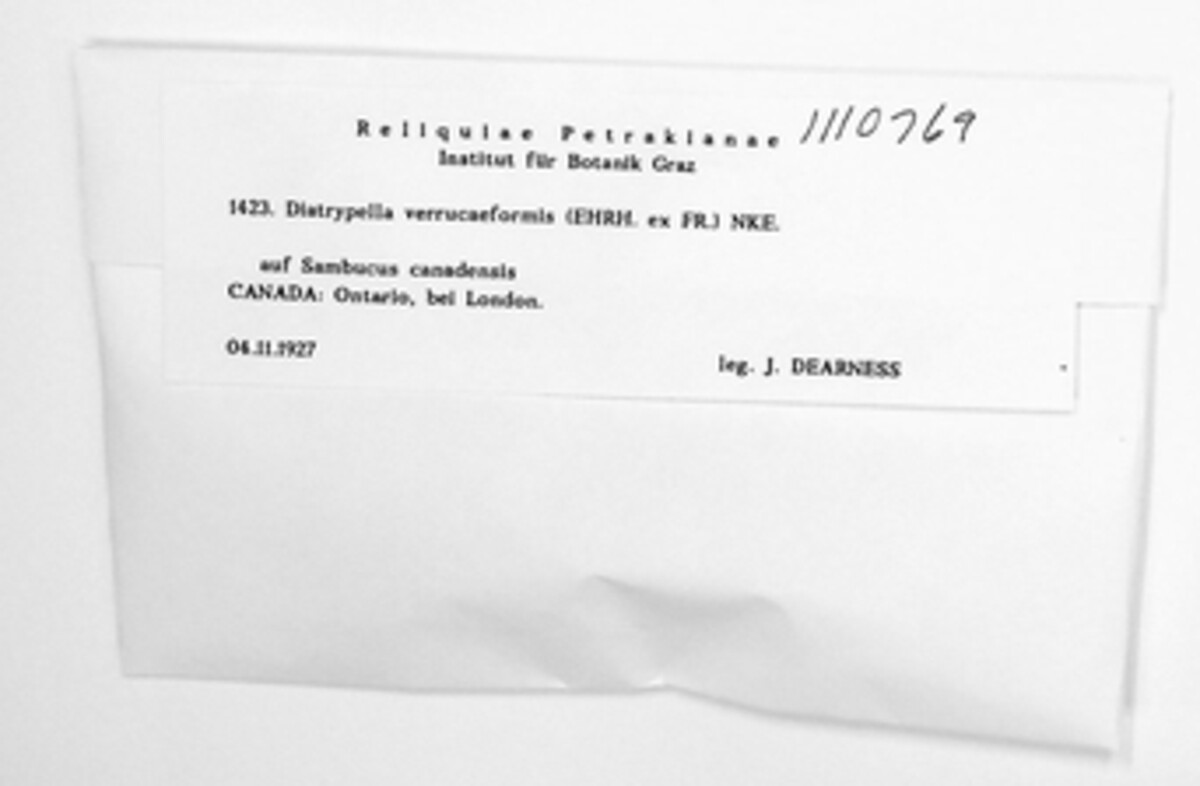 Reliquiae Petrakianae 1110769
Institut für Botanik Graz
1423. Diatrypella verrucaeformis (EHRH. ex FR.) NKE.
auf Sambucus canadensis
CANADA: Ontario, bei London.
04.11.1927
leg. J. DEARNESS